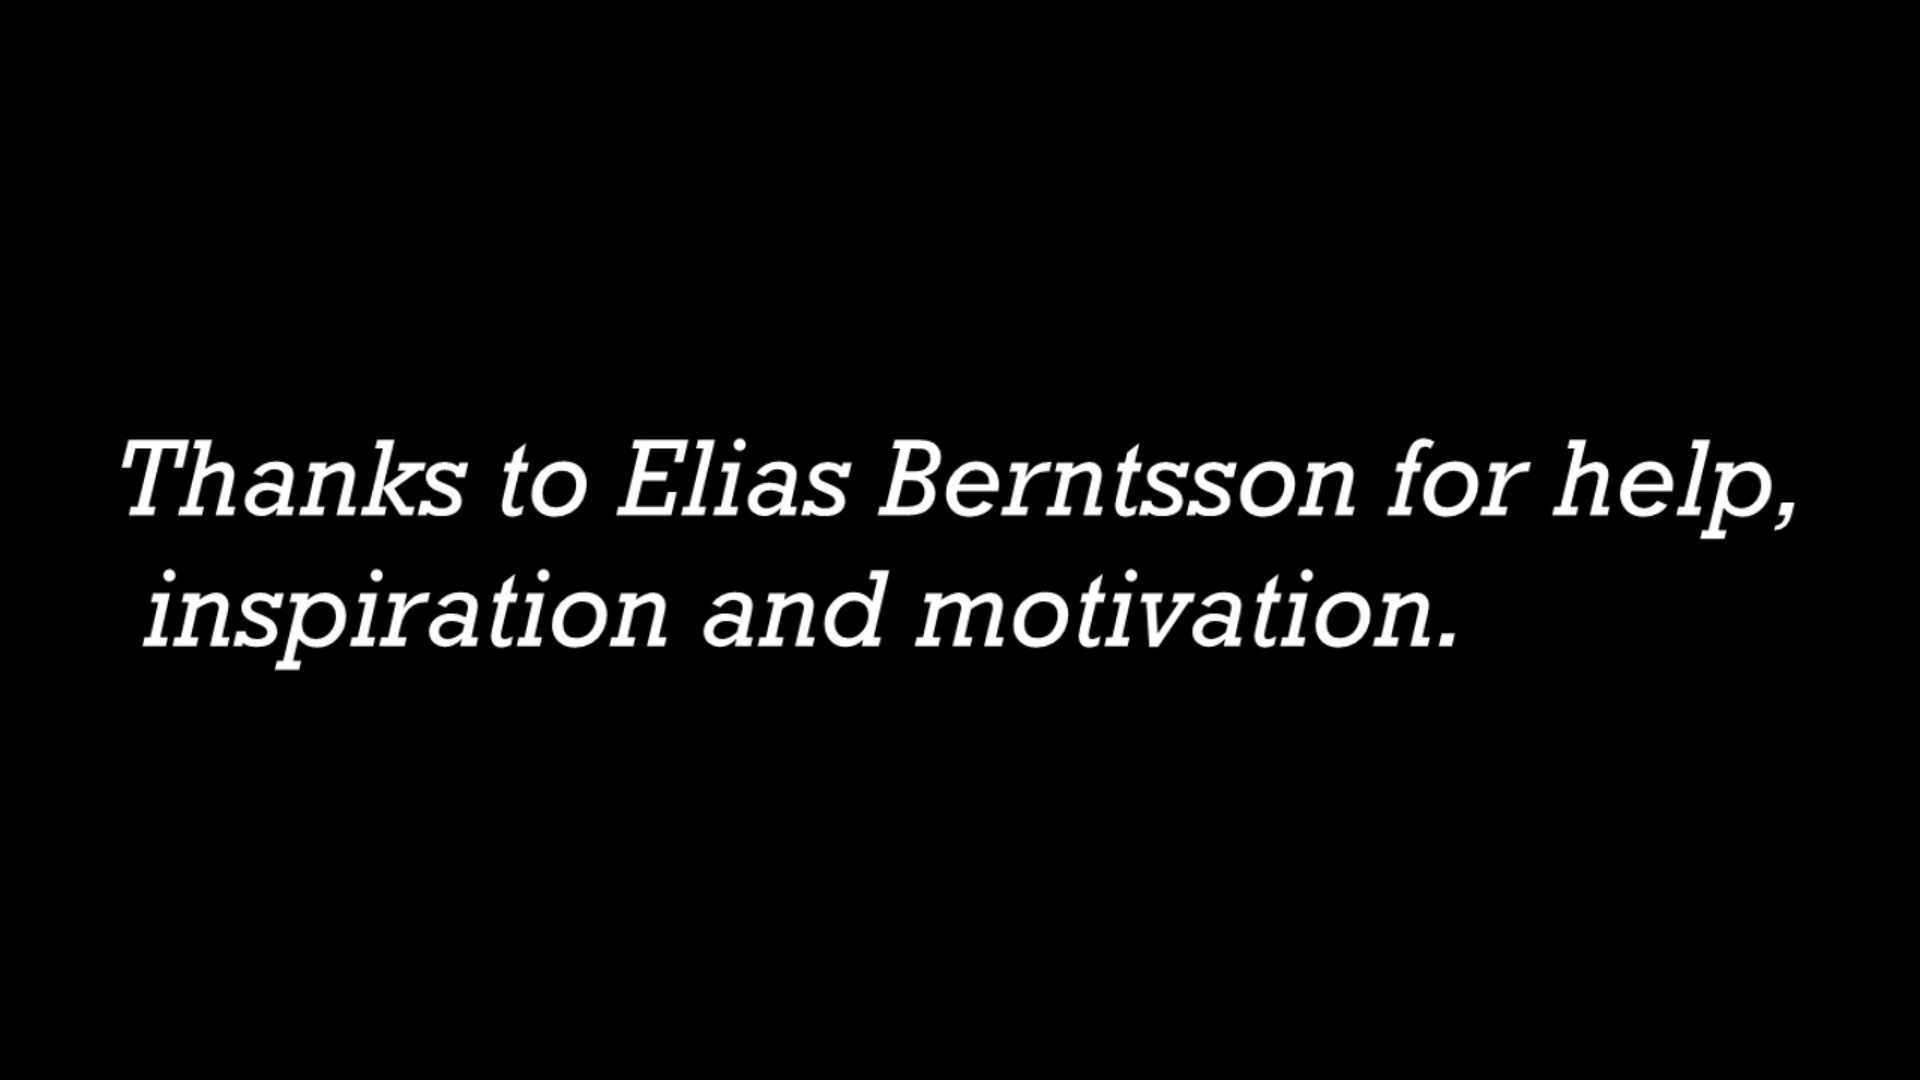 Thanks to Elias Berntsson for help,
inspiration and motivation.